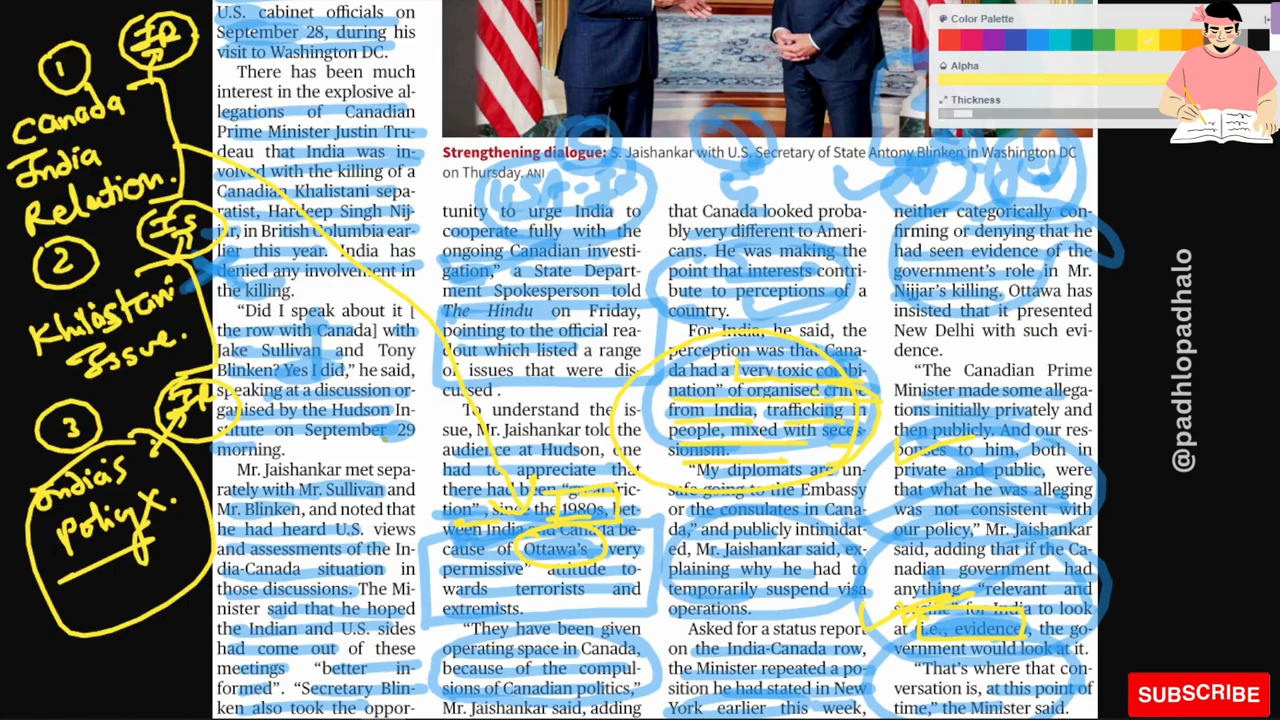 1
IR
Canada
India
Relation.
2
IS
Khilastani
Issue.
3
IR
India's
Policy X.
U.S. cabinet officials on
September 28, during his
visit to Washington DC.
There has been much
interest in the explosive al-
legations of Canadian
Prime Minister Justin Tru-
deau that India was in-
volved with the killing of a
Canadian Khalistani sepa-
ratist, Hardeep Singh Nij-
jar, in British Columbia ear-
lier this year. India has
denied any involvement in
the killing.
“Did I speak about it [
the row with Canada] with
Jake Sullivan and Tony
Blinken? Yes I did,” he said,
speaking at a discussion or-
ganised by the Hudson In-
stitute on September 29
morning.
Mr. Jaishankar met sepa-
rately with Mr. Sullivan and
Mr. Blinken, and noted that
he had heard U.S. views
and assessments of the In-
dia-Canada situation in
those discussions. The Mi-
nister said that he hoped
the Indian and U.S. sides
had come out of these
meetings “better in-
formed”. “Secretary Blin-
ken also took the oppor-
Strengthening dialogue: S. Jaishankar with U.S. Secretary of State Antony Blinken in Washington DC
on Thursday. ANI
tunity to urge India to
cooperate fully with the
ongoing Canadian investi-
gation,” a State Depart-
ment Spokesperson told
The Hindu on Friday,
pointing to the official rea-
dout which listed a range
of issues that were dis-
cussed .
To understand the is-
sue, Mr. Jaishankar told the
audience at Hudson, one
had to appreciate that
there had been “great fric-
tion”, since the 1980s, bet-
ween India and Canada be-
cause of Ottawa’s “very
permissive” attitude to-
wards terrorists and
extremists.
“They have been given
operating space in Canada,
because of the compul-
sions of Canadian politics,”
Mr. Jaishankar said, adding
that Canada looked proba-
bly very different to Ameri-
cans. He was making the
point that interests contri-
bute to perceptions of a
country.
For India, he said, the
perception was that Cana-
da had a “very toxic combi-
nation” of organised crime
from India, trafficking in
people, mixed with seces-
sionism.
“My diplomats are un-
safe going to the Embassy
or the consulates in Cana-
da,” and publicly intimidat-
ed, Mr. Jaishankar said, ex-
plaining why he had to
temporarily suspend visa
operations.
Asked for a status report
on the India-Canada row,
the Minister repeated a po-
sition he had stated in New
York earlier this week,
neither categorically con-
firming or denying that he
had seen evidence of the
government’s role in Mr.
Nijjar’s killing. Ottawa has
insisted that it presented
New Delhi with such evi-
dence.
“The Canadian Prime
Minister made some allega-
tions initially privately and
then publicly. And our res-
ponses to him, both in
private and public, were
that what he was alleging
was not consistent with
our policy,” Mr. Jaishankar
said, adding that if the Ca-
nadian government had
anything “relevant and
specific” for India to look
at i.e., evidence, the go-
vernment would look at it.
“That’s where that con-
versation is, at this point of
time,” the Minister said.
Color Palette
Alpha
Thickness
@padhlopadhalo
SUBSCRIBE